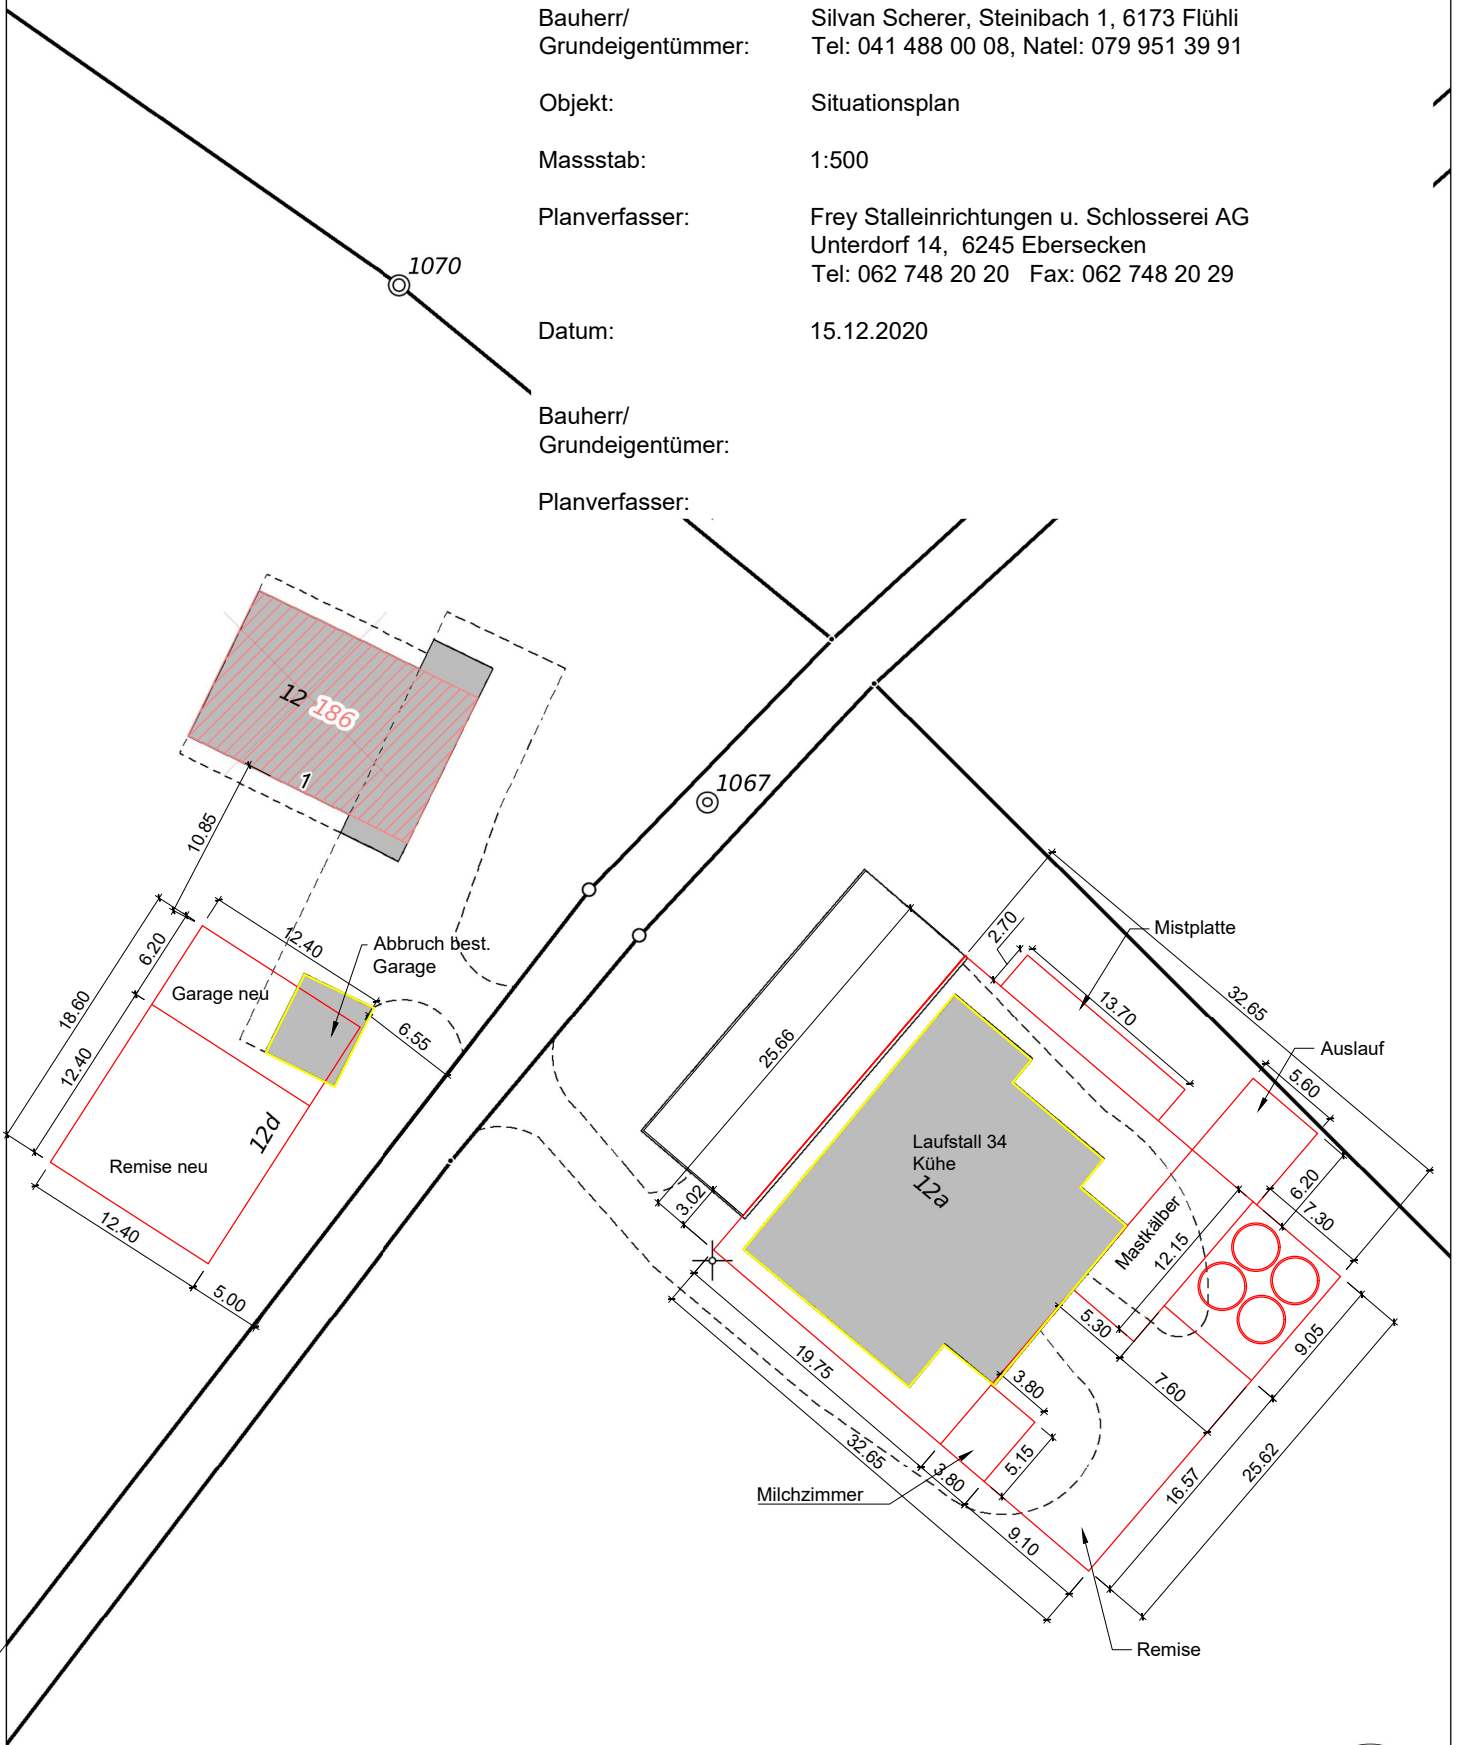 Bauherr/ Silvan Scherer, Steinibach 1, 6173 Flühli
Grundeigentümmer: Tel: 041 488 00 08, Natel: 079 951 39 91
Objekt: Situationsplan
Massstab: 1:500
Planverfasser: Frey Stalleinrichtungen u. Schlosserei AG
Unterdorf 14, 6245 Ebersecken
Tel: 062 748 20 20 Fax: 062 748 20 29
Datum: 15.12.2020
Bauherr/
Grundeigentümer:
Planverfasser:
1070
12 186
1
1067
10.85
12.40
6.20
18.60
12.40
Abbruch best.
Garage
Garage neu
6.55
12d
Remise neu
12.40
5.00
2.70
Mistplatte
13.70
32.65
25.66
Auslauf
5.60
Laufstall 34
Kühe
12a
3.02
Mastkälber
12.15
6.20
7.30
5.30
7.60
9.05
19.75
3.80
32.65
3.80
5.15
Milchzimmer
9.10
16.57
25.62
Remise